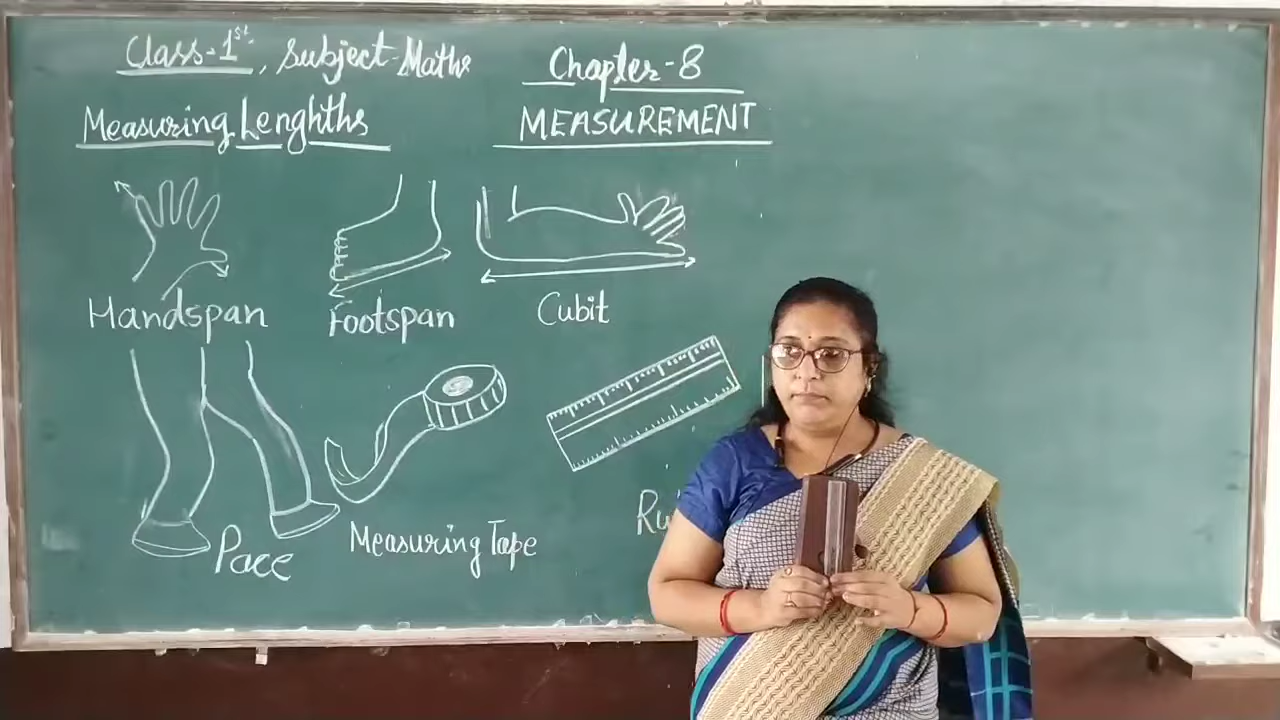 Class-1st, Subject-Maths
Chapter-8
Measuring Lenghths
MEASUREMENT
Handspan
Footspan
Cubit
Pace
Measuring Tape